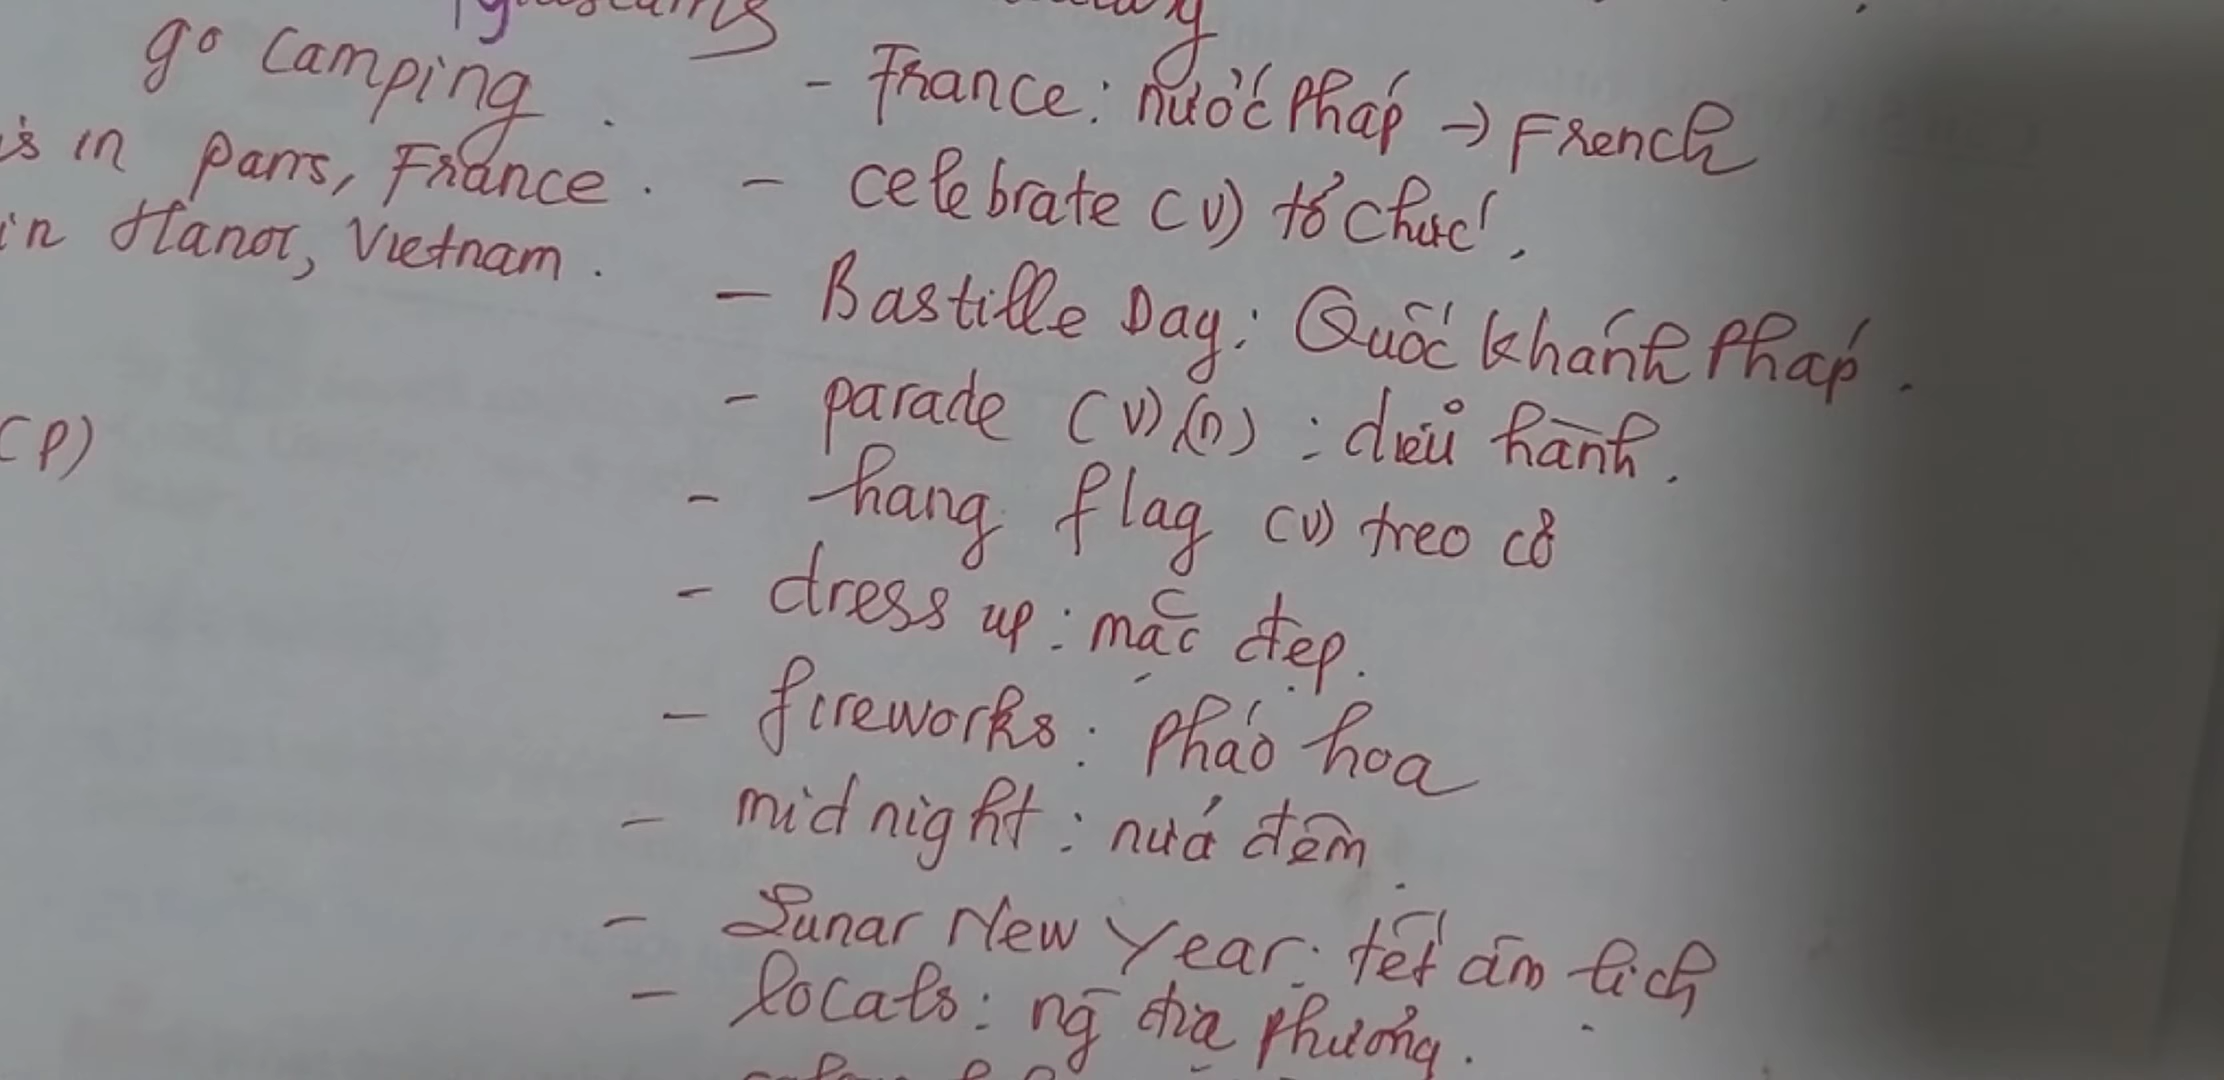 go camping.
is in Paris, France.
in Hanoi, Vietnam.
(P)
- France: nước Pháp → French
- celebrate (v) tổ chức.
- Bastille Day: Quốc khánh Pháp.
- parade (v)(n): diễu hành.
- hang flag (v) treo cờ
- dress up: mặc đẹp.
- fireworks: pháo hoa
- midnight: nửa đêm
- Lunar New Year: tết âm lịch
- locals: ng̃ địa phương.